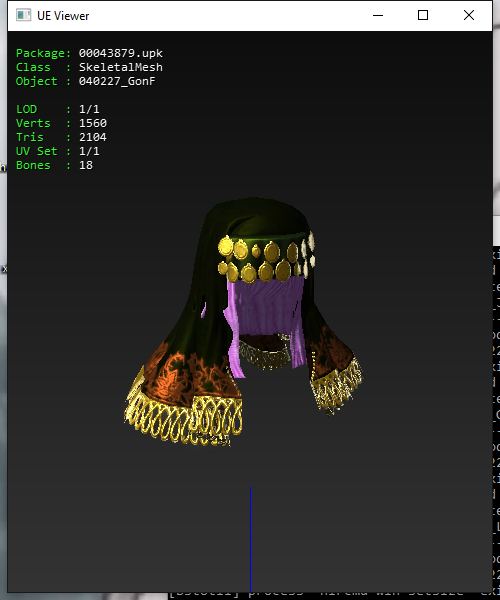 UE Viewer
Package: 00043879.upk
Class : SkeletalMesh
Object : 040227_GonF
LOD : 1/1
Verts : 1560
Tris : 2104
UV Set : 1/1
Bones : 18